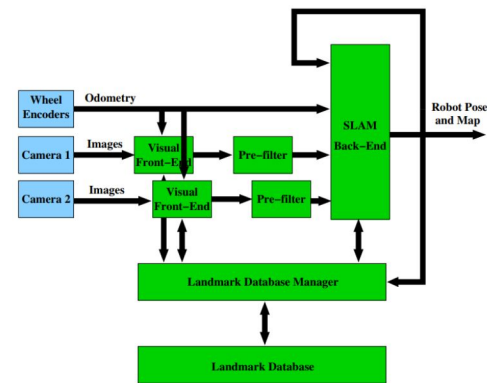 Wheel
Encoders
Odometry
Camera 1
Images
Visual
Front-End
Pre-filter
Camera 2
Images
Visual
Front-End
Pre-filter
SLAM
Back-End
Robot Pose
and Map
Landmark Database Manager
Landmark Database